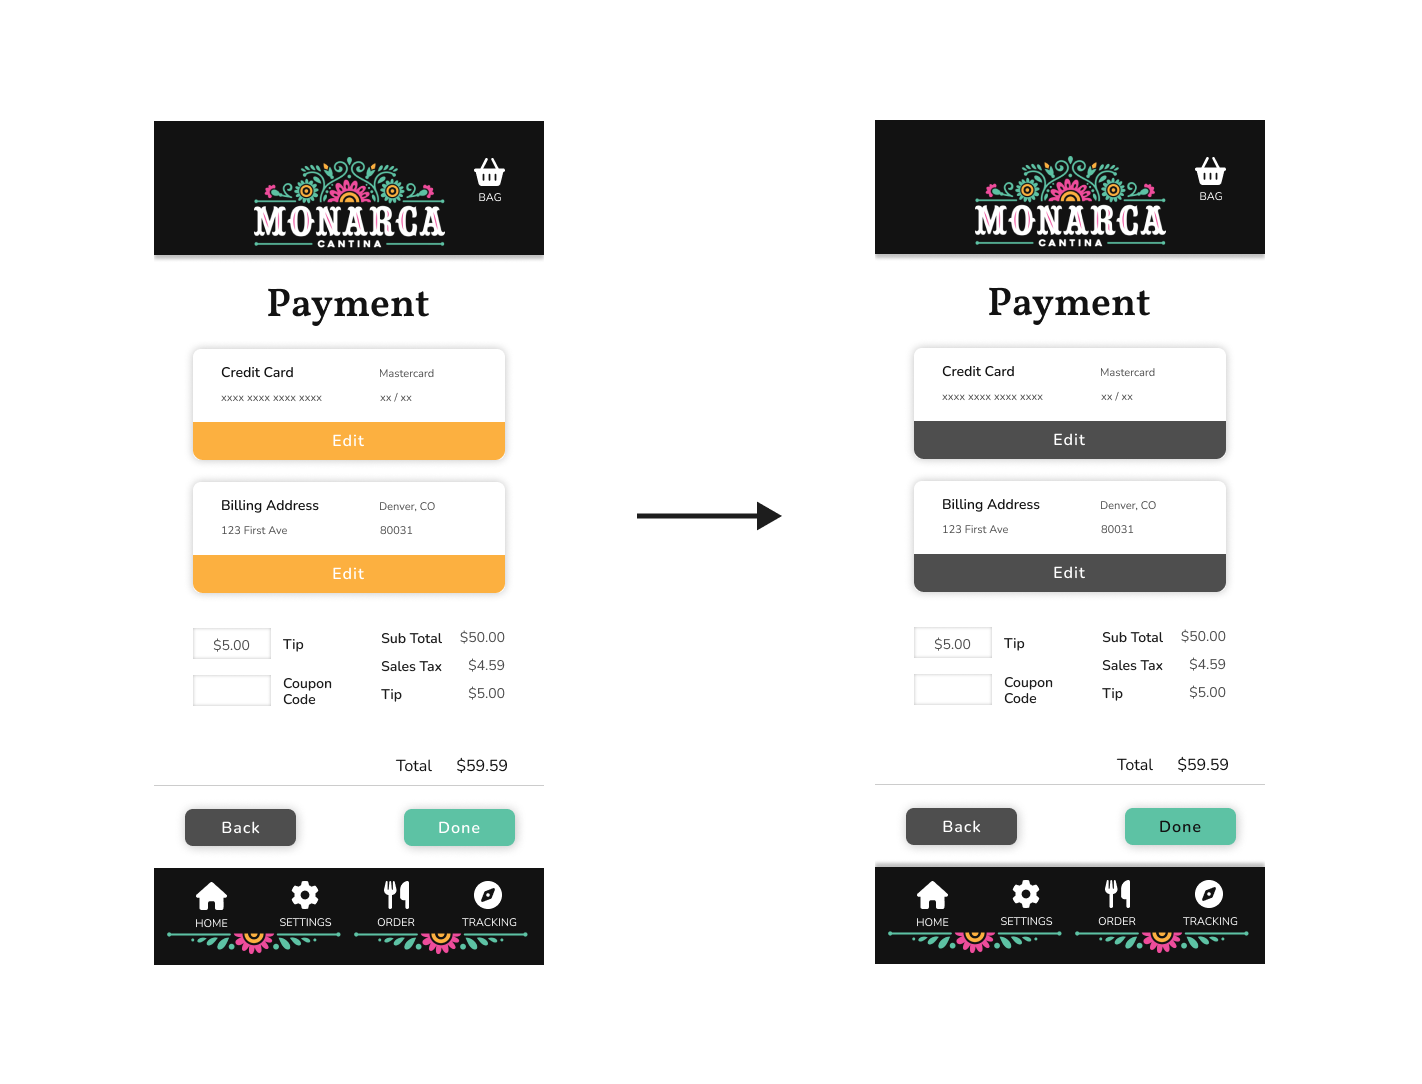 MONARCA
CANTINA
BAG
Payment
Credit Card Mastercard
xxxx xxxx xxxx xxxx xx / xx
Edit
Billing Address Denver, CO
123 First Ave 80031
Edit
$5.00 Tip
Coupon
Code
Sub Total $50.00
Sales Tax $4.59
Tip $5.00
Total $59.59
Back Done
HOME SETTINGS ORDER TRACKING
MONARCA
CANTINA
BAG
Payment
Credit Card Mastercard
xxxx xxxx xxxx xxxx xx / xx
Edit
Billing Address Denver, CO
123 First Ave 80031
Edit
$5.00 Tip
Coupon
Code
Sub Total $50.00
Sales Tax $4.59
Tip $5.00
Total $59.59
Back Done
HOME SETTINGS ORDER TRACKING